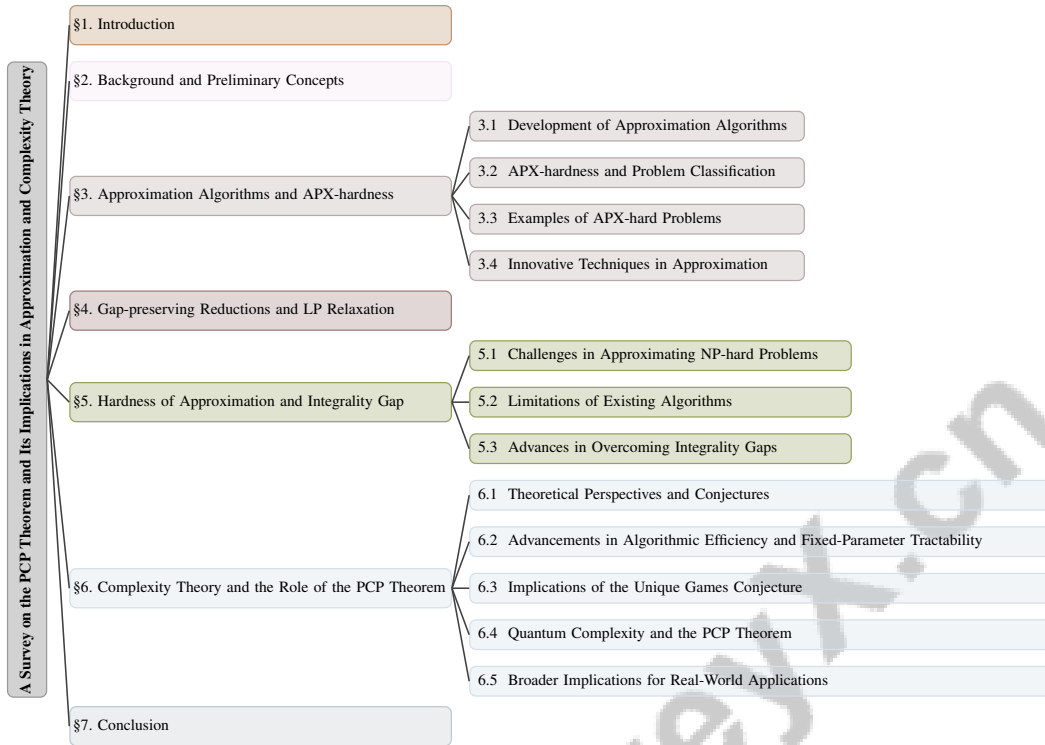 A Survey on the PCP Theorem and Its Implications in Approximation and Complexity Theory
§1. Introduction
§2. Background and Preliminary Concepts
§3. Approximation Algorithms and APX-hardness
3.1 Development of Approximation Algorithms
3.2 APX-hardness and Problem Classification
3.3 Examples of APX-hard Problems
3.4 Innovative Techniques in Approximation
§4. Gap-preserving Reductions and LP Relaxation
§5. Hardness of Approximation and Integrality Gap
5.1 Challenges in Approximating NP-hard Problems
5.2 Limitations of Existing Algorithms
5.3 Advances in Overcoming Integrality Gaps
§6. Complexity Theory and the Role of the PCP Theorem
6.1 Theoretical Perspectives and Conjectures
6.2 Advancements in Algorithmic Efficiency and Fixed-Parameter Tractability
6.3 Implications of the Unique Games Conjecture
6.4 Quantum Complexity and the PCP Theorem
6.5 Broader Implications for Real-World Applications
§7. Conclusion
eyx.cn